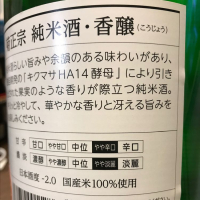 正宗 純米酒・香醸（こうじょう）
旨みや余韻のある味わいがあり、
「キクマサHA14酵母」により引き
果実のような香りが際立つ純米酒。
冷やして、華やかな香りと冴える旨みを
甘口 やや甘口 中位 やや辛口 辛口
濃醇 やや濃醇 中位 やや淡麗 淡麗
日本酒度 -2.0 国産米100%使用